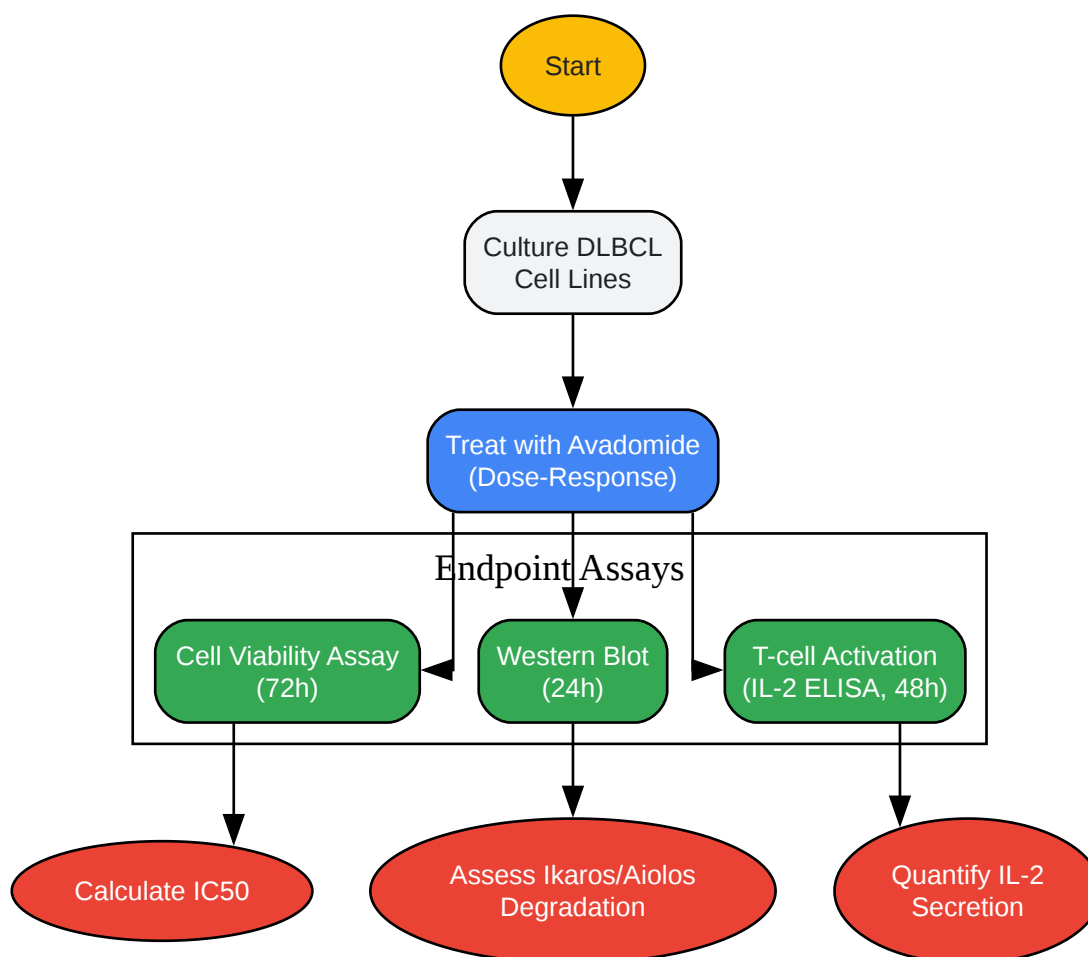 Start
Culture DLBCL
Cell Lines
Treat with Avadomide
(Dose-Response)
Endpoint Assays
Cell Viability Assay
(72h)
Western Blot
(24h)
T-cell Activation
(IL-2 ELISA, 48h)
Calculate IC50
Assess Ikaros/Aiolos
Degradation
Quantify IL-2
Secretion